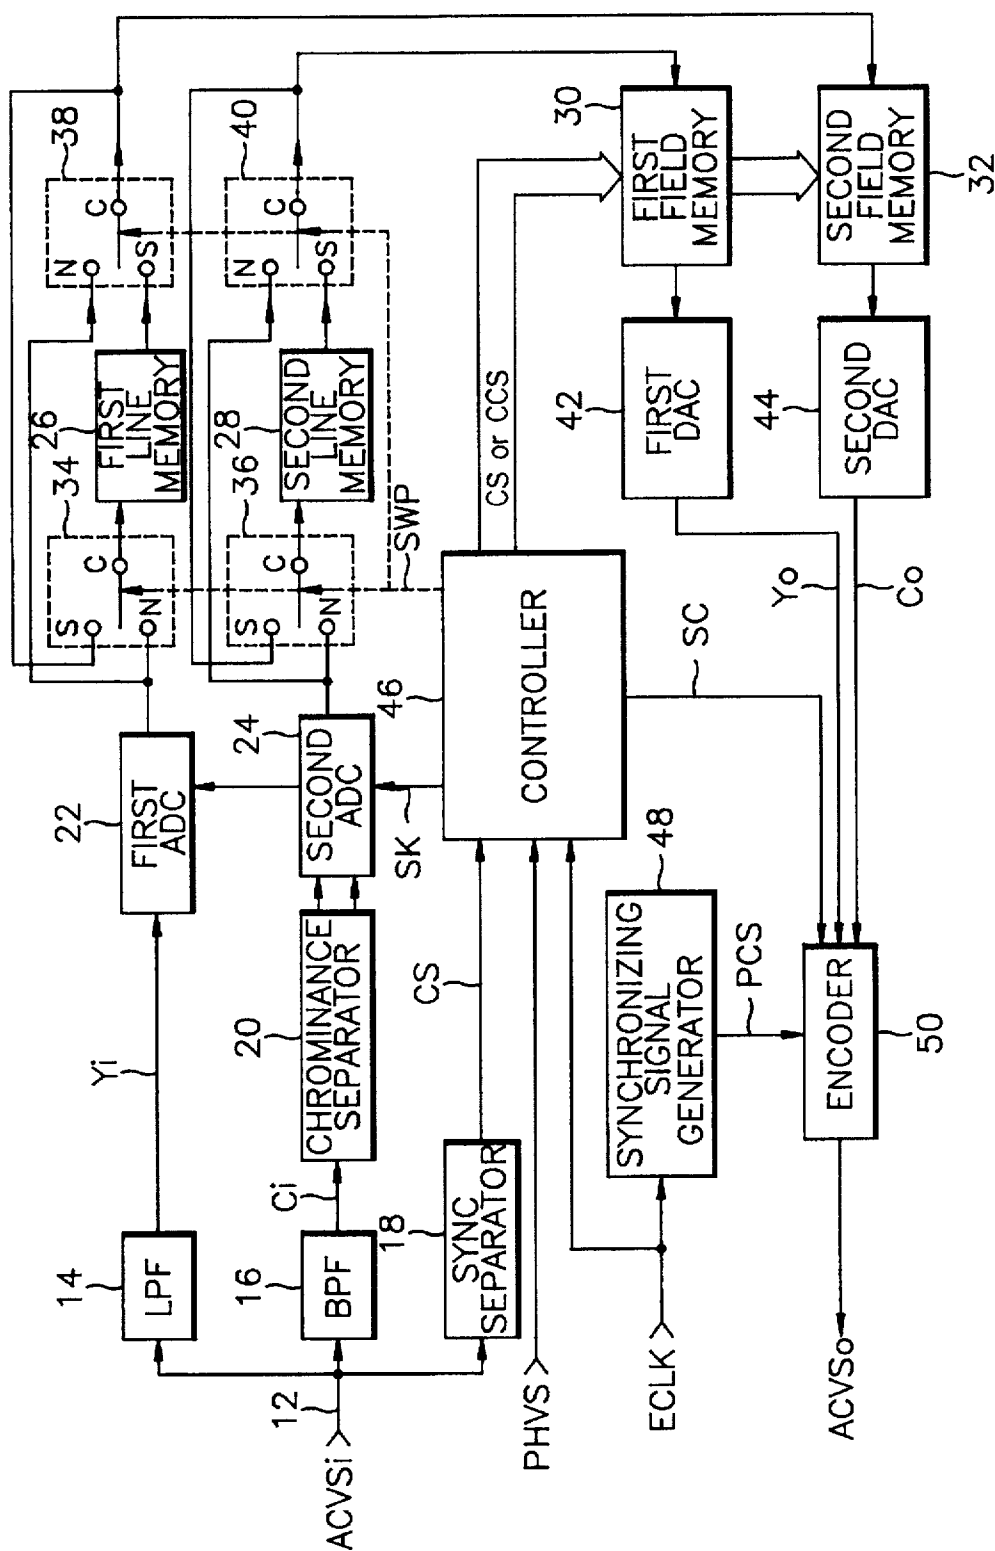 ACVSi
12
14
LPF
Yi
22
FIRST
ADC
34
S
N
C
26
FIRST
LINE
MEMORY
38
N
S
C
16
BPF
Ci
20
CHROMINANCE
SEPARATOR
24
SECOND
ADC
SK
36
S
N
C
28
SECOND
LINE
MEMORY
40
N
S
C
SWP
18
SYNC
SEPARATOR
CS
PHVS
46
CONTROLLER
CS or CCS
30
FIRST
FIELD
MEMORY
SECOND
FIELD
MEMORY
32
42
FIRST
DAC
44
SECOND
DAC
Yo
Co
SC
ECLK
48
SYNCHRONIZING
SIGNAL
GENERATOR
PCS
ENCODER
50
ACVSo